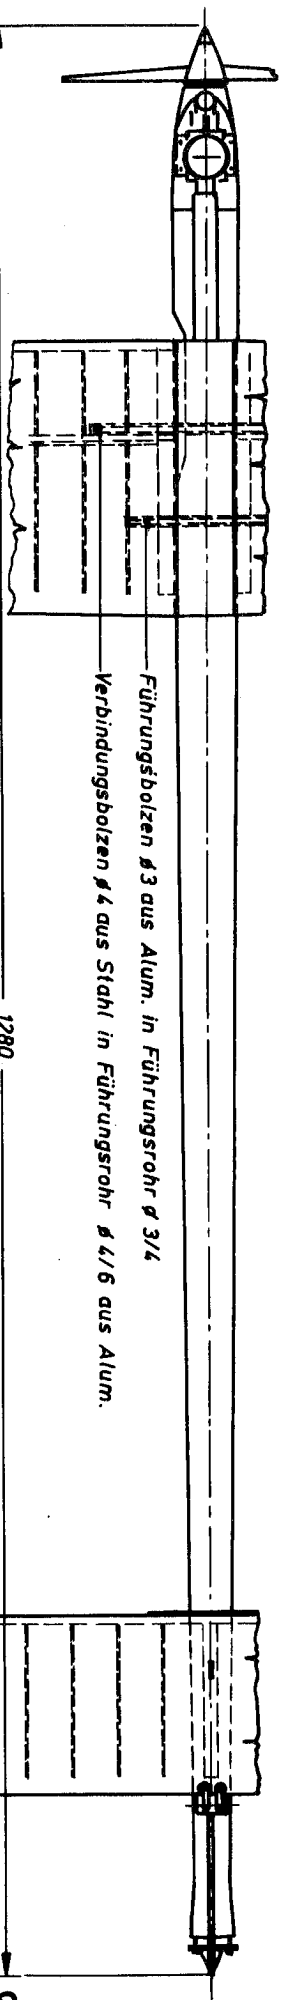 Führungsbolzen ø3 aus Alum. in Führungsrohr ø 3/4
Verbindungsbolzen ø4 aus Stahl in Führungsrohr ø 4/6 aus Alum.
1280